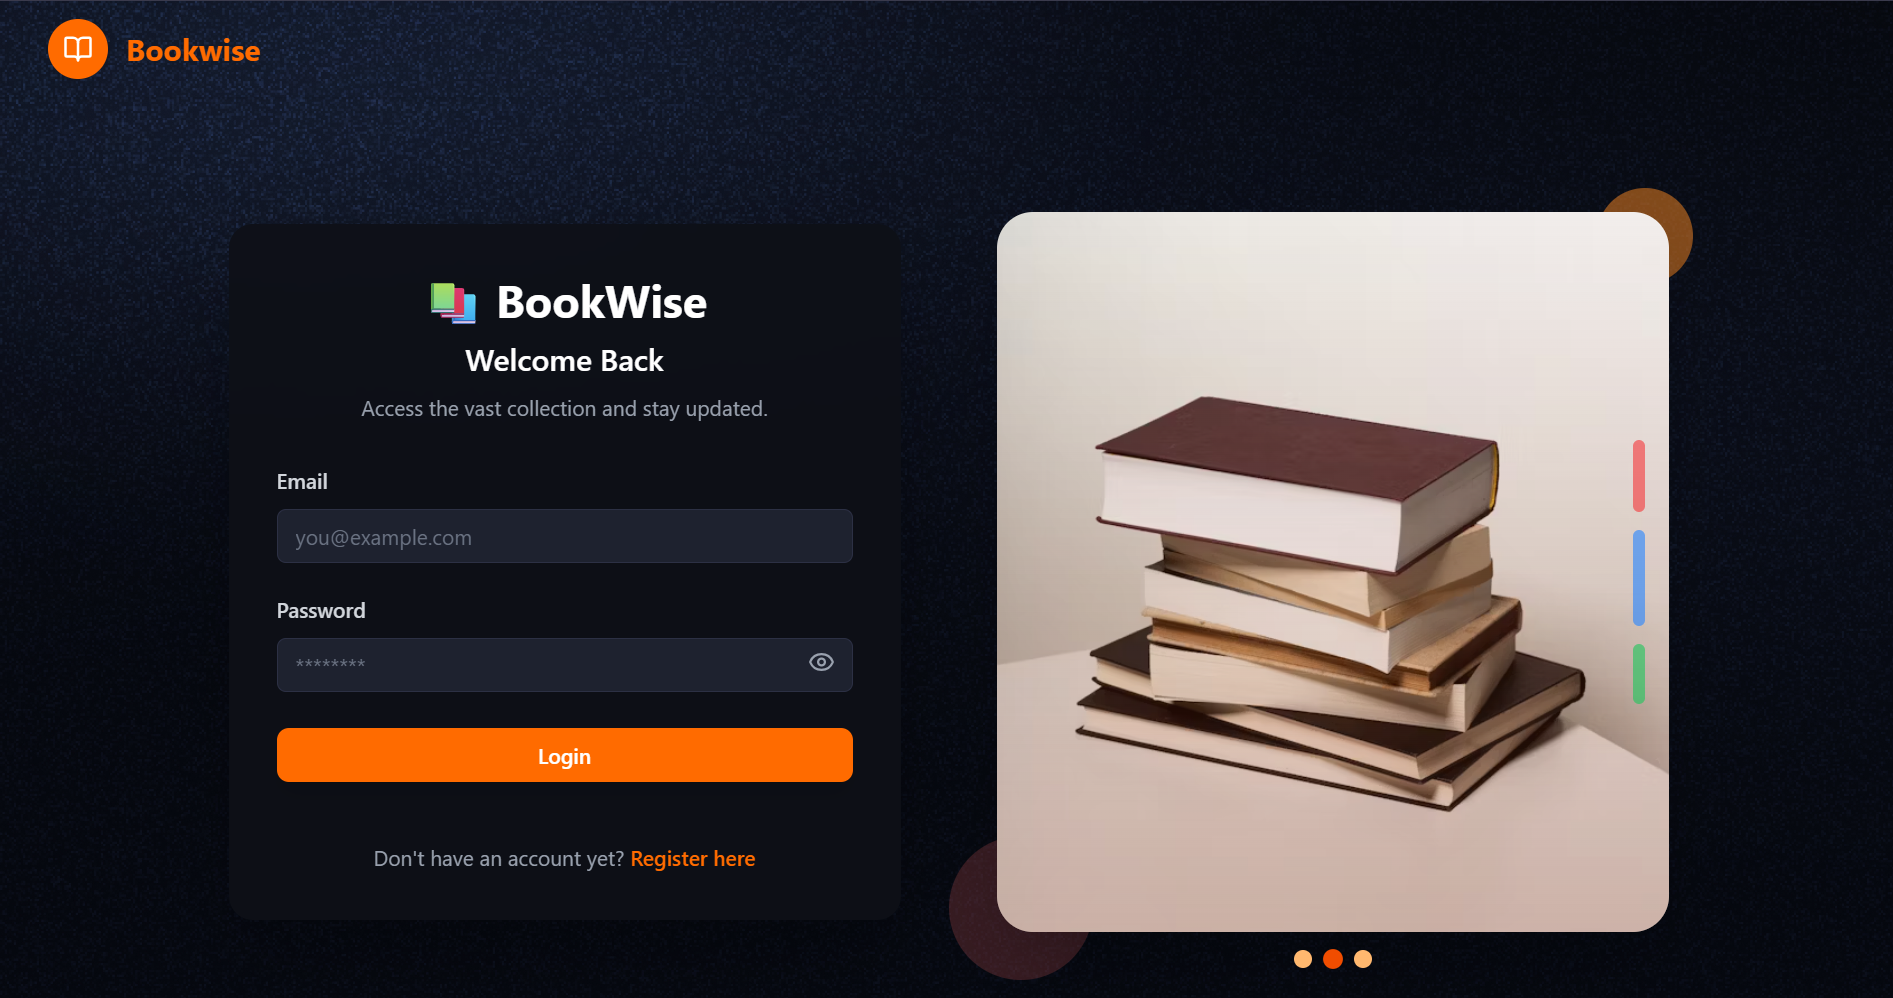 Bookwise
BookWise
Welcome Back
Access the vast collection and stay updated.
Email
you@example.com
Password
********
Login
Don't have an account yet? Register here